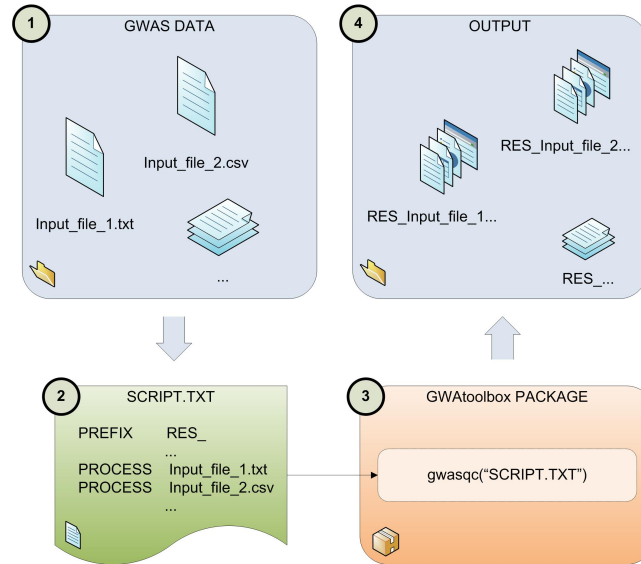 1
GWAS DATA
Input_file_2.csv
Input_file_1.txt
...
2
SCRIPT.TXT
PREFIX RES_
...
PROCESS Input_file_1.txt
PROCESS Input_file_2.csv
...
3
GWAtoolbox PACKAGE
gwasqc(“SCRIPT.TXT”)
4
OUTPUT
RES_Input_file_2...
RES_Input_file_1...
RES_...